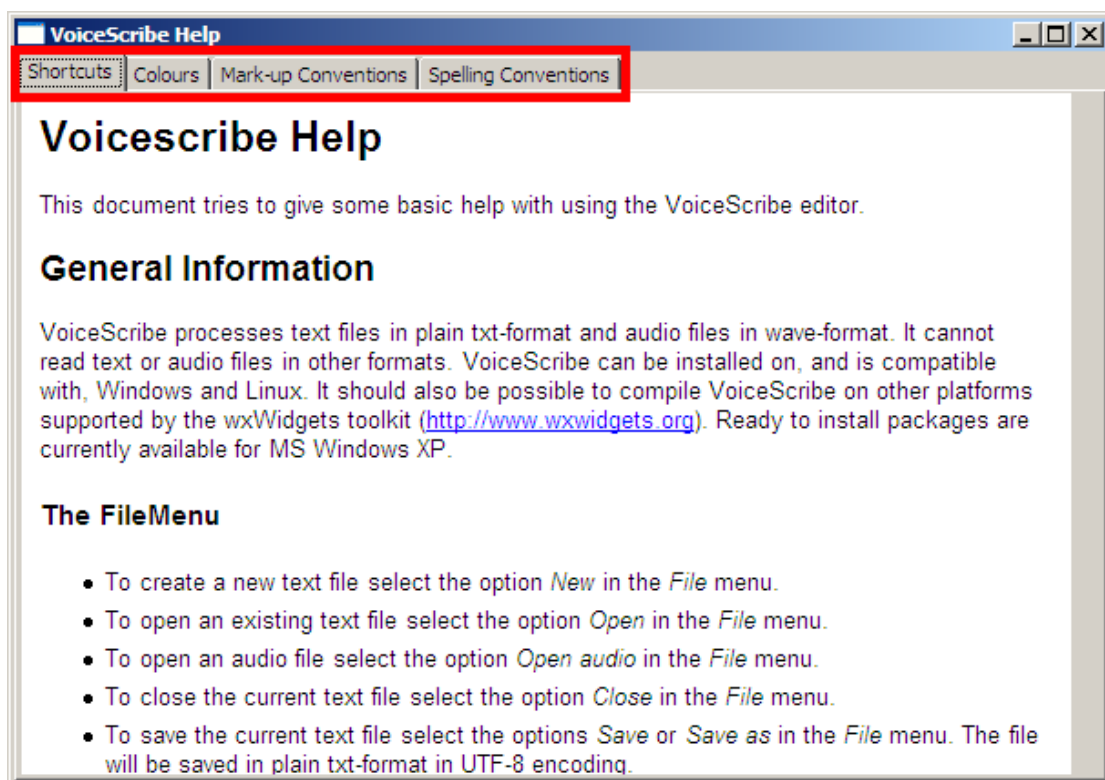 VoiceScribe Help
Shortcuts Colours Mark-up Conventions Spelling Conventions
Voicescribe Help
This document tries to give some basic help with using the VoiceScribe editor.
General Information
VoiceScribe processes text files in plain txt-format and audio files in wave-format. It cannot
read text or audio files in other formats. VoiceScribe can be installed on, and is compatible
with, Windows and Linux. It should also be possible to compile VoiceScribe on other platforms
supported by the wxWidgets toolkit (http://www.wxwidgets.org). Ready to install packages are
currently available for MS Windows XP.
The FileMenu
• To create a new text file select the option New in the File menu.
• To open an existing text file select the option Open in the File menu.
• To open an audio file select the option Open audio in the File menu.
• To close the current text file select the option Close in the File menu.
• To save the current text file select the options Save or Save as in the File menu. The file
will be saved in plain txt-format in UTF-8 encoding.